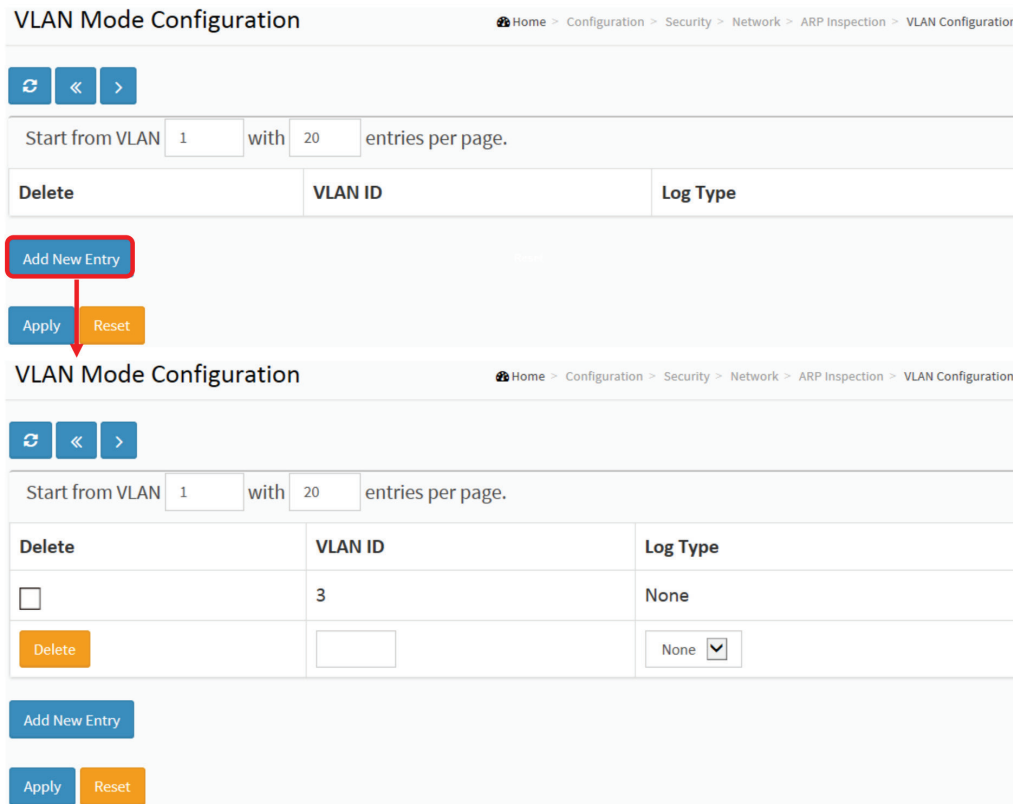 VLAN Mode Configuration
Home > Configuration > Security > Network > ARP Inspection > VLAN Configuration
Start from VLAN 1 with 20 entries per page.
Delete VLAN ID Log Type
Add New Entry
Apply Reset
VLAN Mode Configuration
Home > Configuration > Security > Network > ARP Inspection > VLAN Configuration
Start from VLAN 1 with 20 entries per page.
Delete VLAN ID Log Type
3 None
Delete None
Add New Entry
Apply Reset